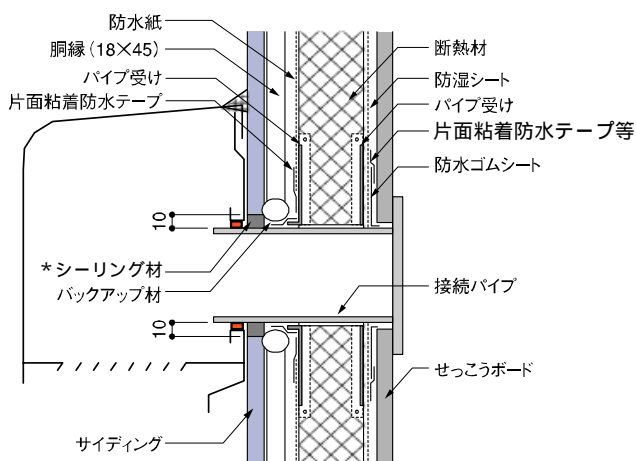 防水紙
胴縁(18×45)
パイプ受け
片面粘着防水テープ
断熱材
防湿シート
パイプ受け
片面粘着防水テープ等
防水ゴムシート
10
*シーリング材
バックアップ材
接続パイプ
10
せっこうボード
サイディング